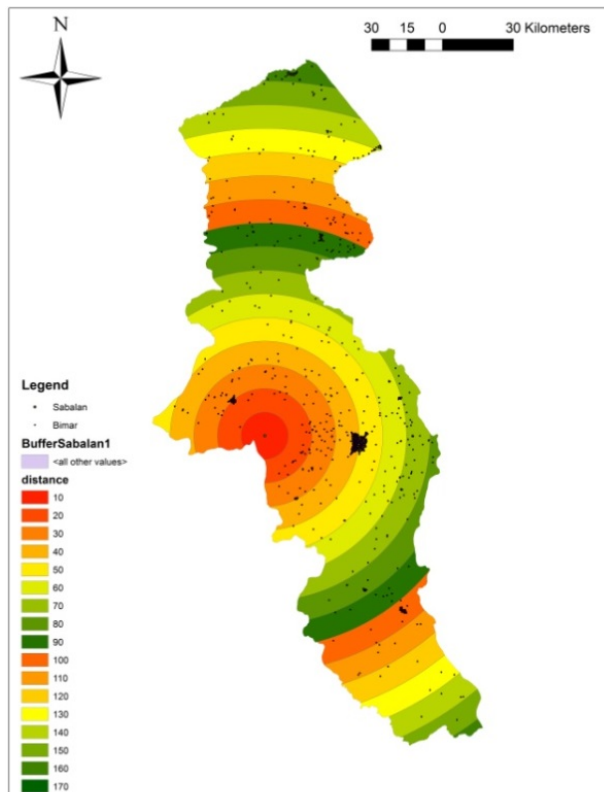 N
30 15 0 30 Kilometers
Legend
Sabalan
Bimar
BufferSabalan1
<all other values>
distance
10
20
30
40
50
60
70
80
90
100
110
120
130
140
150
160
170